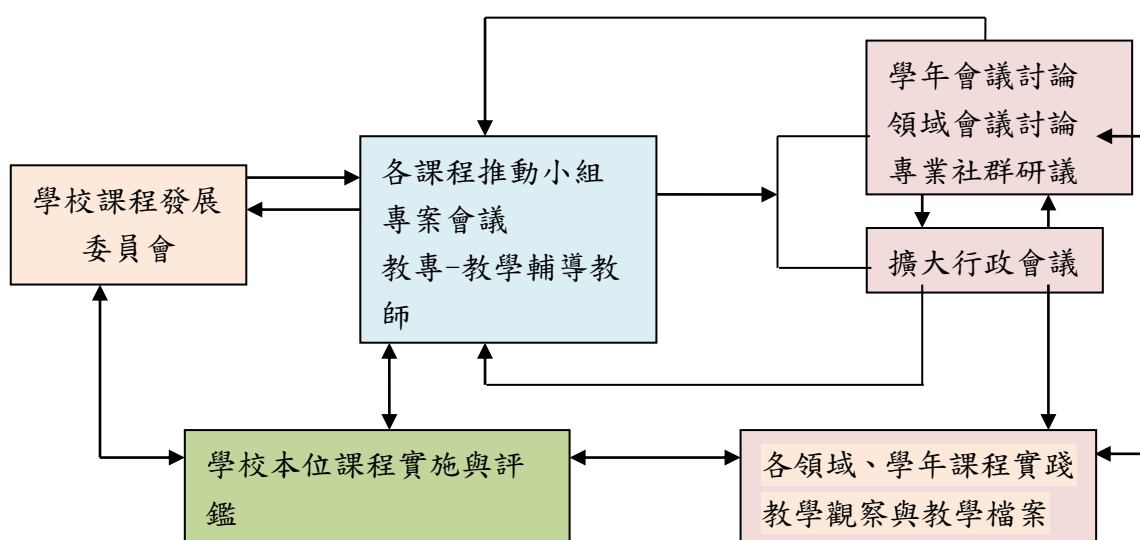 學年會議討論
領域會議討論
專業社群研議
各課程推動小組
專案會議
教專-教學輔導教
師
學校課程發展
委員會
擴大行政會議
學校本位課程實施與評
鑑
各領域、學年課程實踐
教學觀察與教學檔案